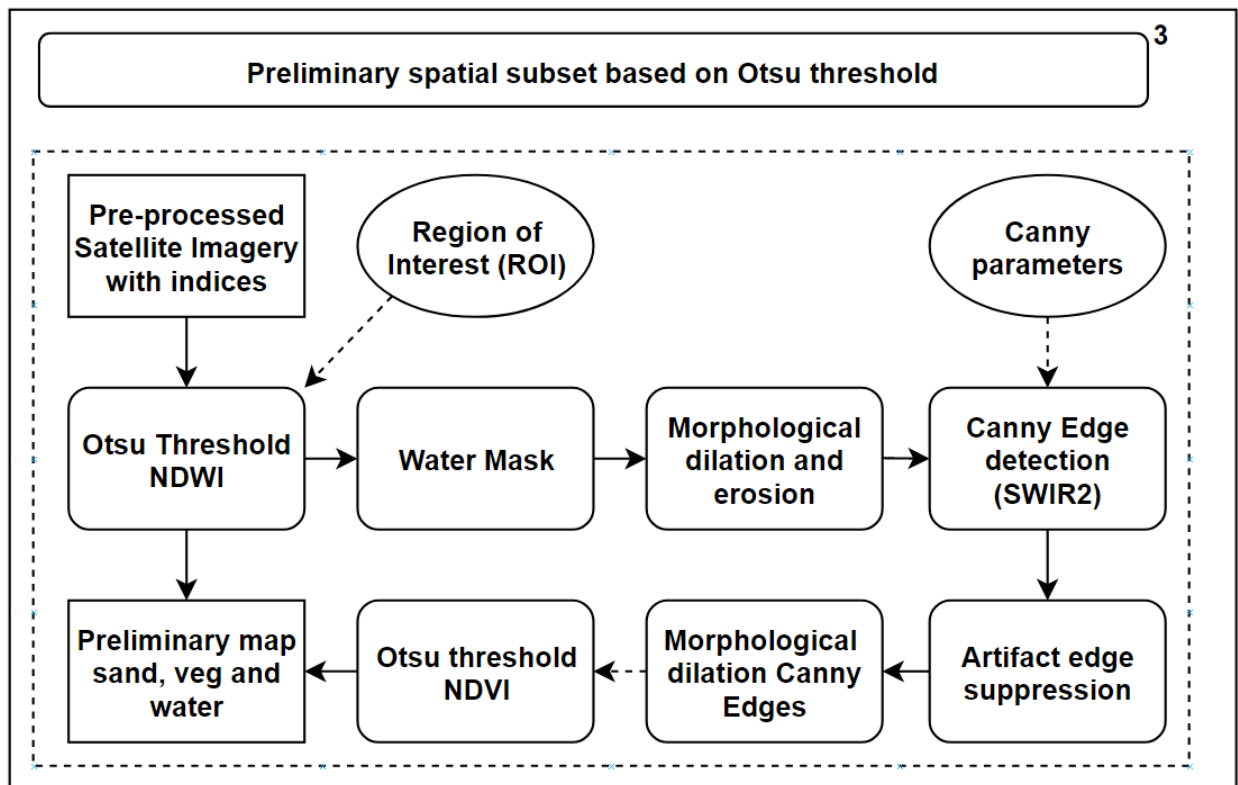 3
Preliminary spatial subset based on Otsu threshold
Pre-processed
Satellite Imagery
with indices
Region of
Interest (ROI)
Canny
parameters
Otsu Threshold
NDWI
Water Mask
Morphological
dilation and
erosion
Canny Edge
detection
(SWIR2)
Preliminary map
sand, veg and
water
Otsu threshold
NDVI
Morphological
dilation Canny
Edges
Artifact edge
suppression